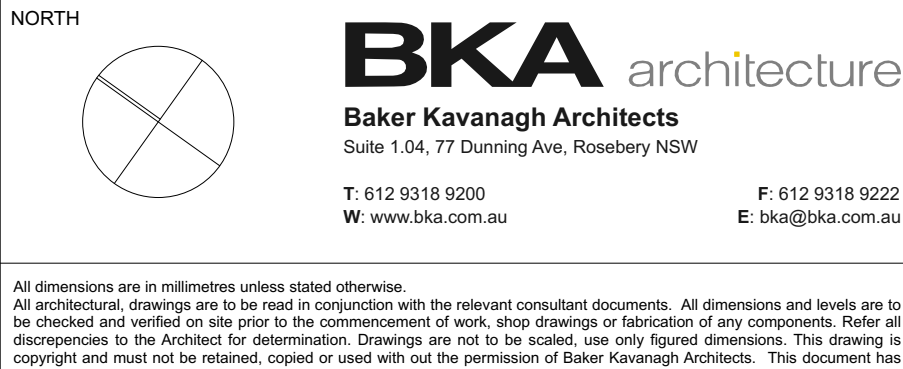 NORTH
BKA architecture
Baker Kavanagh Architects
Suite 1.04, 77 Dunning Ave, Rosebery NSW
T: 612 9318 9200 F: 612 9318 9222
W: www.bka.com.au E: bka@bka.com.au
All dimensions are in millimetres unless stated otherwise.
All architectural, drawings are to be read in conjunction with the relevant consultant documents. All dimensions and levels are to
be checked and verified on site prior to the commencement of work, shop drawings or fabrication of any components. Refer all
discrepencies to the Architect for determination. Drawings are not to be scaled, use only figured dimensions. This drawing is
copyright and must not be retained, copied or used with out the permission of Baker Kavanagh Architects. This document has